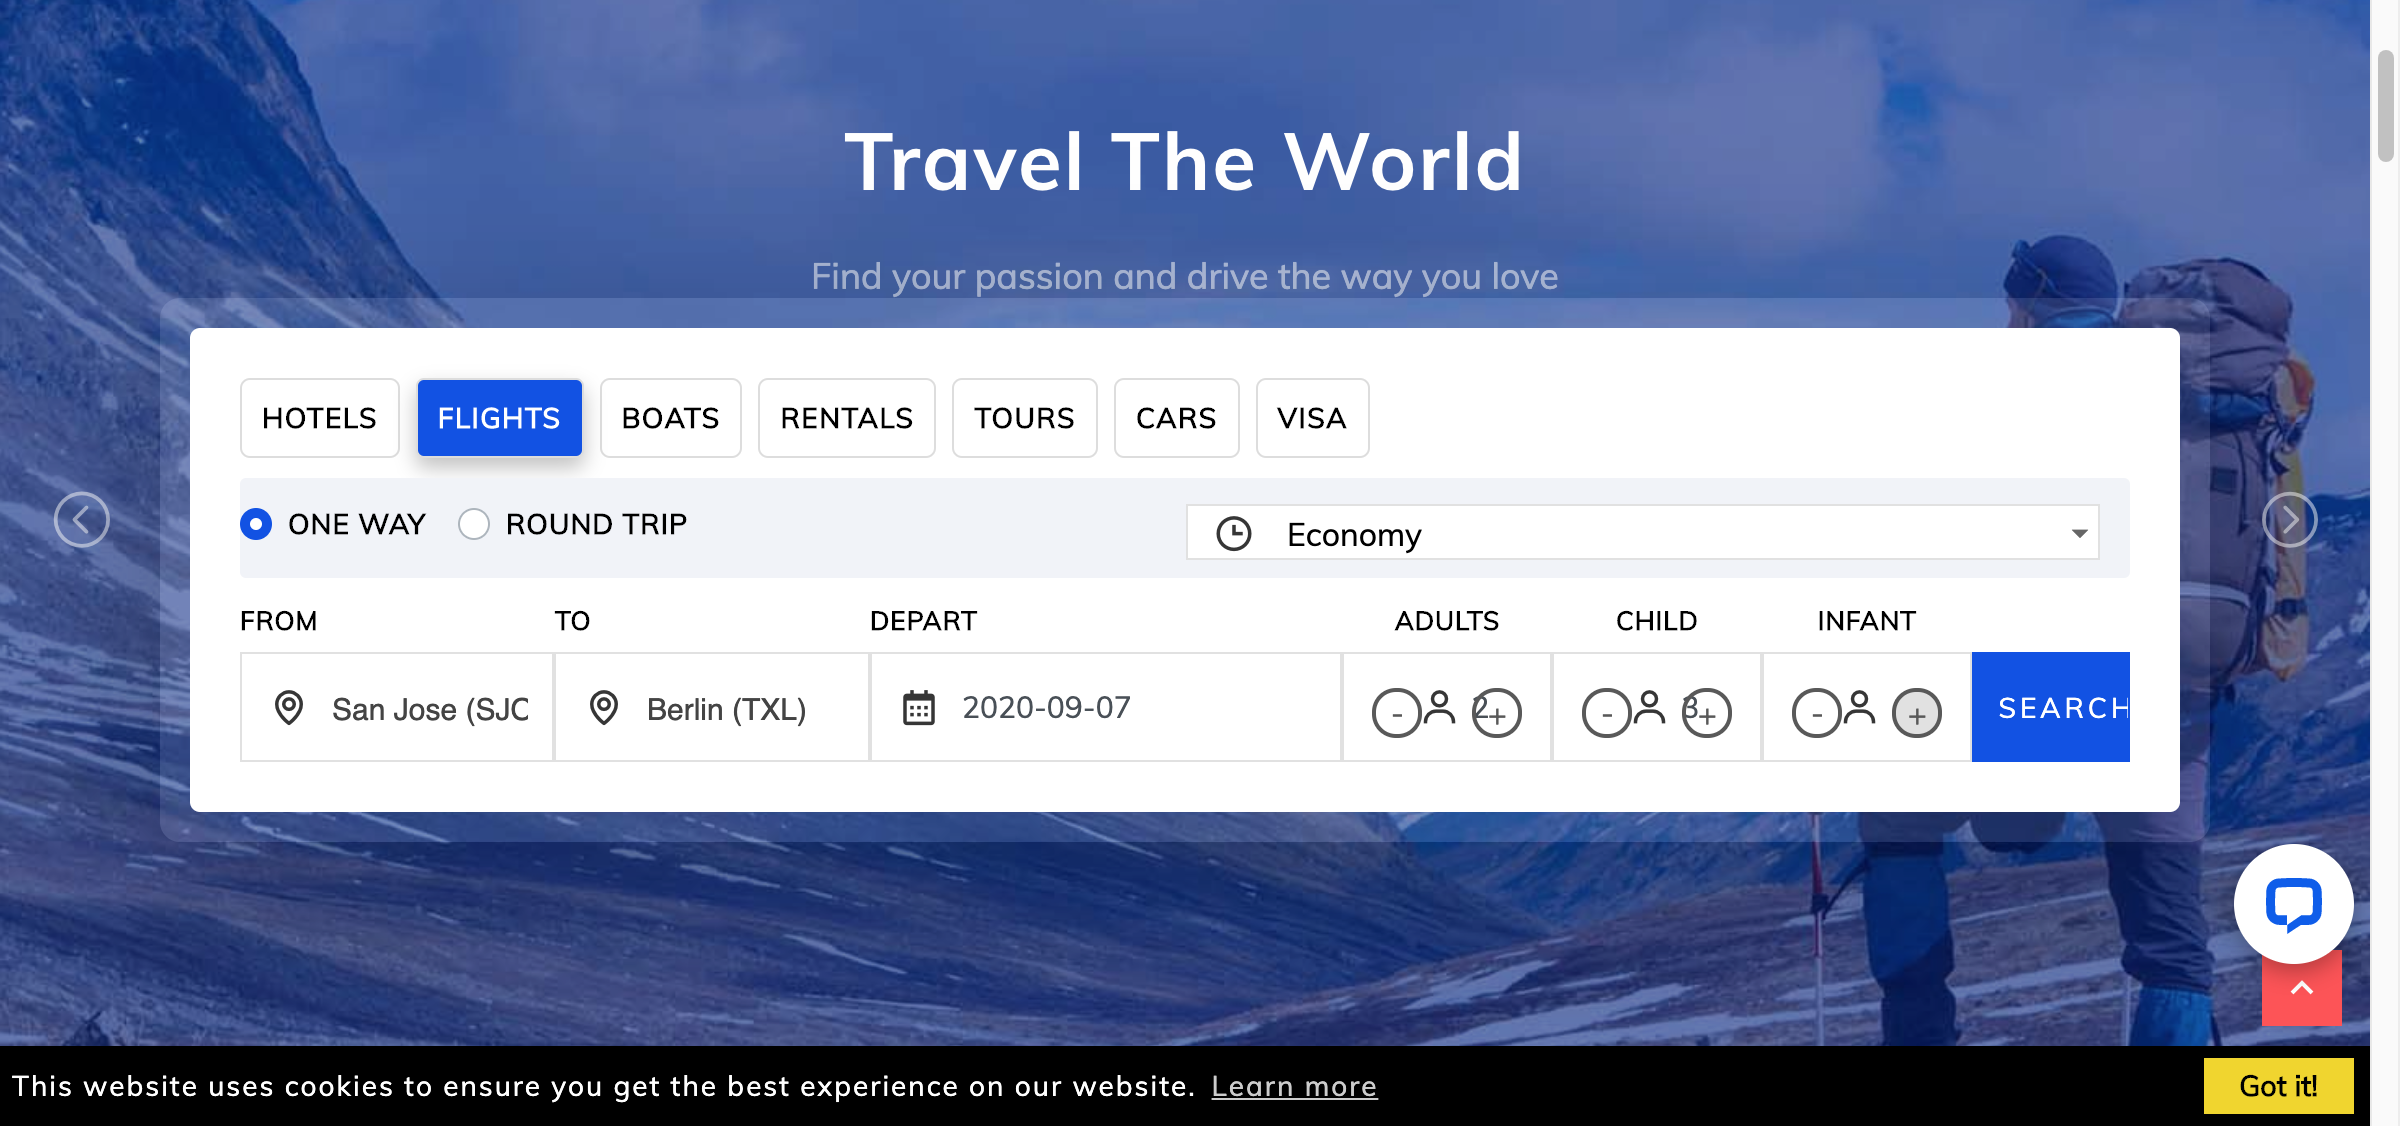 Travel The World
Find your passion and drive the way you love
HOTELS FLIGHTS BOATS RENTALS TOURS CARS VISA
ONE WAY ROUND TRIP Economy
FROM TO DEPART ADULTS CHILD INFANT
San Jose (SJC Berlin (TXL) 2020-09-07 - 2 + - 3 + - + SEARCH
This website uses cookies to ensure you get the best experience on our website. Learn more Got it!